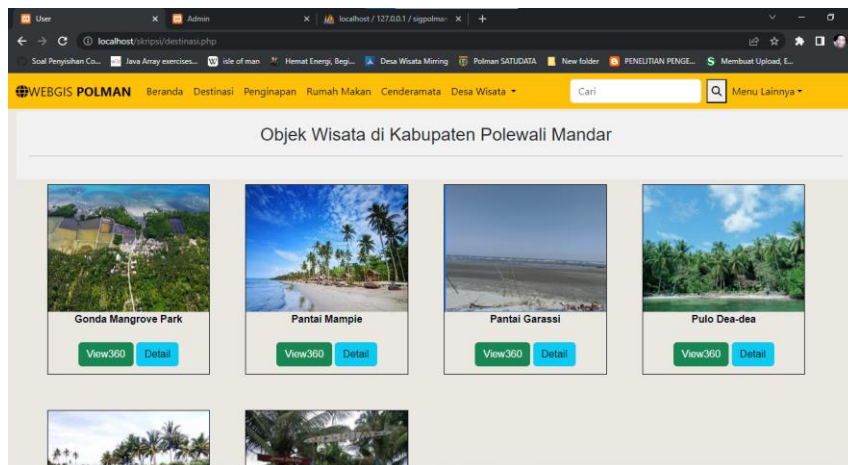 User
Admin
localhost / 127.0.0.1 / sigpolman
localhost/skripsi/destinasi.php
Soal Penyisihan Co...
Java Array exercises...
isle of man
Hemat Energi, Begi...
Desa Wisata Mirring
Polman SATUDATA
New folder
PENELITIAN PENGE...
Membuat Upload, E...
WEBGIS POLMAN Beranda Destinasi Penginapan Rumah Makan Cenderamata Desa Wisata Cari Menu Lainnya
Objek Wisata di Kabupaten Polewali Mandar
Gonda Mangrove Park
View360 Detail
Pantai Mampie
View360 Detail
Pantai Garassi
View360 Detail
Pulo Dea-dea
View360 Detail